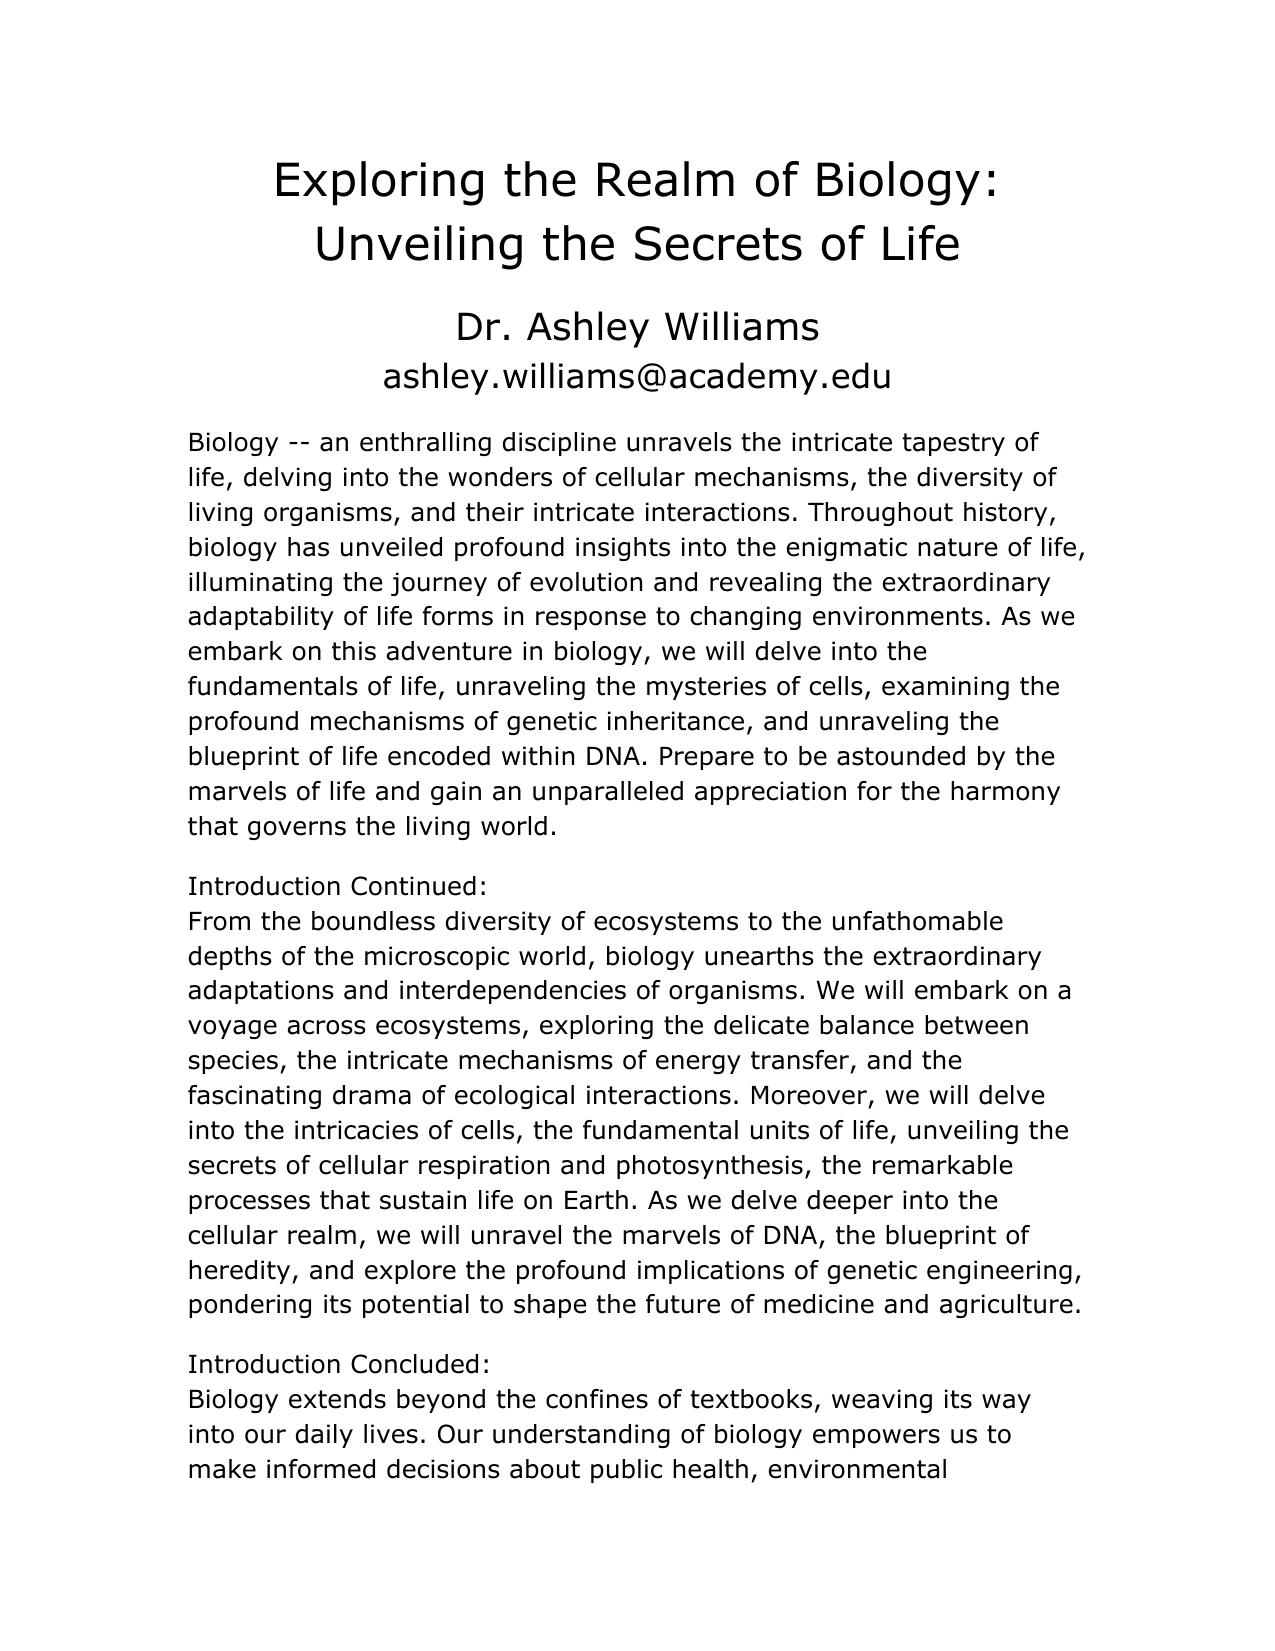 Exploring the Realm of Biology:
Unveiling the Secrets of Life
Dr. Ashley Williams
ashley.williams@academy.edu
Biology -- an enthralling discipline unravels the intricate tapestry of
life, delving into the wonders of cellular mechanisms, the diversity of
living organisms, and their intricate interactions. Throughout history,
biology has unveiled profound insights into the enigmatic nature of life,
illuminating the journey of evolution and revealing the extraordinary
adaptability of life forms in response to changing environments. As we
embark on this adventure in biology, we will delve into the
fundamentals of life, unraveling the mysteries of cells, examining the
profound mechanisms of genetic inheritance, and unraveling the
blueprint of life encoded within DNA. Prepare to be astounded by the
marvels of life and gain an unparalleled appreciation for the harmony
that governs the living world.
Introduction Continued:
From the boundless diversity of ecosystems to the unfathomable
depths of the microscopic world, biology unearths the extraordinary
adaptations and interdependencies of organisms. We will embark on a
voyage across ecosystems, exploring the delicate balance between
species, the intricate mechanisms of energy transfer, and the
fascinating drama of ecological interactions. Moreover, we will delve
into the intricacies of cells, the fundamental units of life, unveiling the
secrets of cellular respiration and photosynthesis, the remarkable
processes that sustain life on Earth. As we delve deeper into the
cellular realm, we will unravel the marvels of DNA, the blueprint of
heredity, and explore the profound implications of genetic engineering,
pondering its potential to shape the future of medicine and agriculture.
Introduction Concluded:
Biology extends beyond the confines of textbooks, weaving its way
into our daily lives. Our understanding of biology empowers us to
make informed decisions about public health, environmental